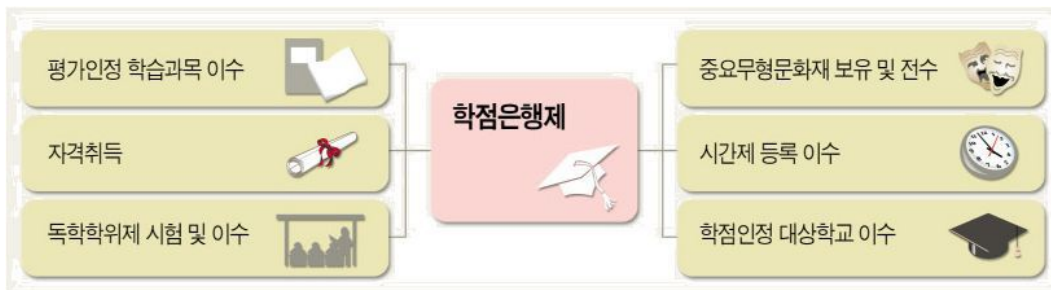 평가인정 학습과목 이수
자격취득
독학학위제 시험 및 이수
학점은행제
중요무형문화재 보유 및 전수
시간제 등록 이수
학점인정 대상학교 이수